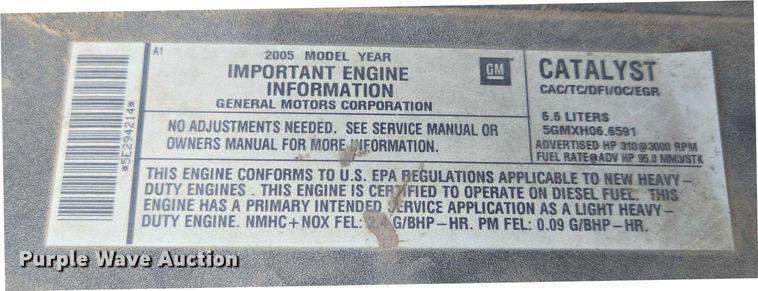 *5E294214*
A1
2005 MODEL YEAR
IMPORTANT ENGINE
INFORMATION
GENERAL MOTORS CORPORATION
GM
NO ADJUSTMENTS NEEDED. SEE SERVICE MANUAL OR
OWNERS MANUAL FOR MORE INFORMATION.
CATALYST
CAC/TC/DFI/OC/EGR
6.6 LITERS
5GMXH06.6591
ADVERTISED HP 310@3000 RPM
FUEL RATE@ADV HP 95.0 MM3/STK
THIS ENGINE CONFORMS TO U.S. EPA REGULATIONS APPLICABLE TO NEW HEAVY-
DUTY ENGINES. THIS ENGINE IS CERTIFIED TO OPERATE ON DIESEL FUEL. THIS
ENGINE HAS A PRIMARY INTENDED SERVICE APPLICATION AS A LIGHT HEAVY-
DUTY ENGINE. NMHC+NOX FEL: 2.4 G/BHP-HR. PM FEL: 0.09 G/BHP-HR.
Purple Wave Auction